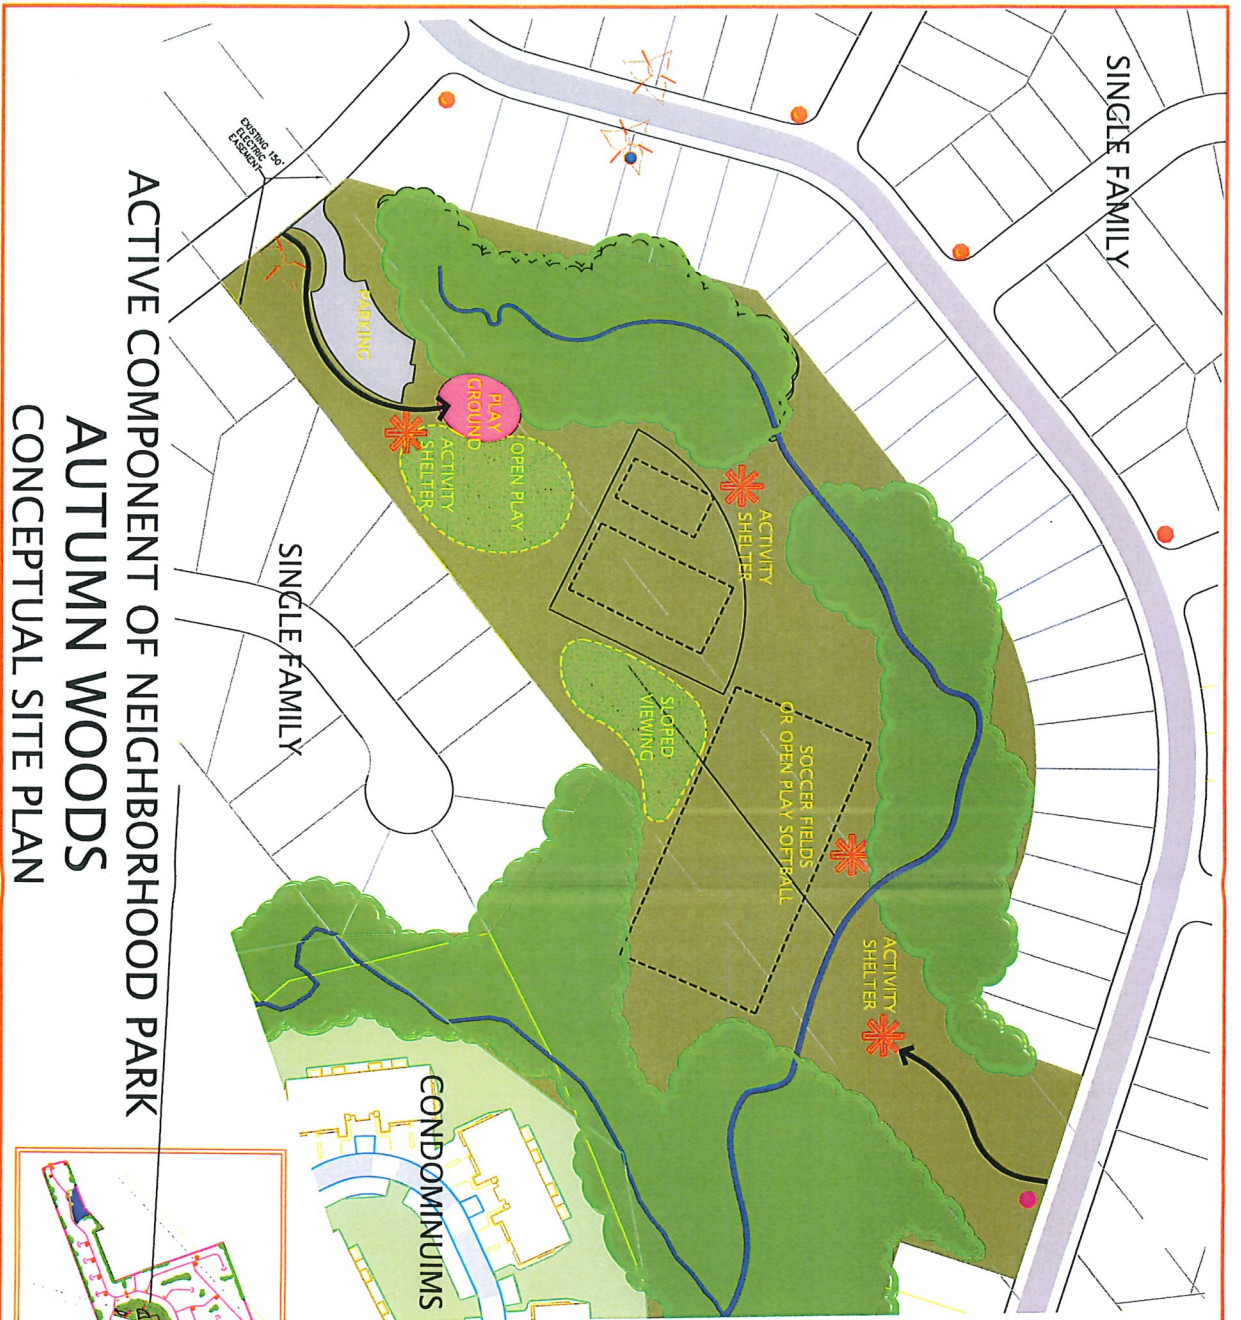 SINGLE FAMILY
EXISTING 150'
ELECTRIC
EASEMENT
PARKING
PLAY
GROUND
OPEN PLAY
ACTIVITY
SHELTER
ACTIVITY
SHELTER
SLOPED
VIEWING
SOCCER FIELDS
OR OPEN PLAY SOFTBALL
ACTIVITY
SHELTER
SINGLE FAMILY
CONDOMINUIMS
ACTIVE COMPONENT OF NEIGHBORHOOD PARK
AUTUMN WOODS
CONCEPTUAL SITE PLAN